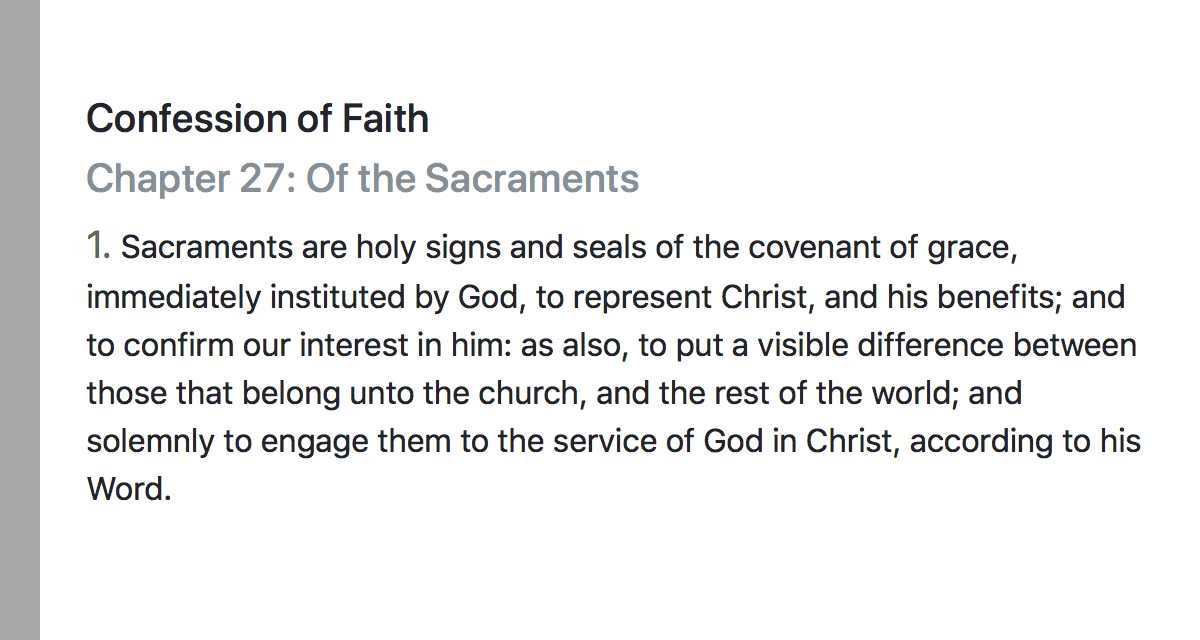 Confession of Faith
Chapter 27: Of the Sacraments
1. Sacraments are holy signs and seals of the covenant of grace,
immediately instituted by God, to represent Christ, and his benefits; and
to confirm our interest in him: as also, to put a visible difference between
those that belong unto the church, and the rest of the world; and
solemnly to engage them to the service of God in Christ, according to his
Word.